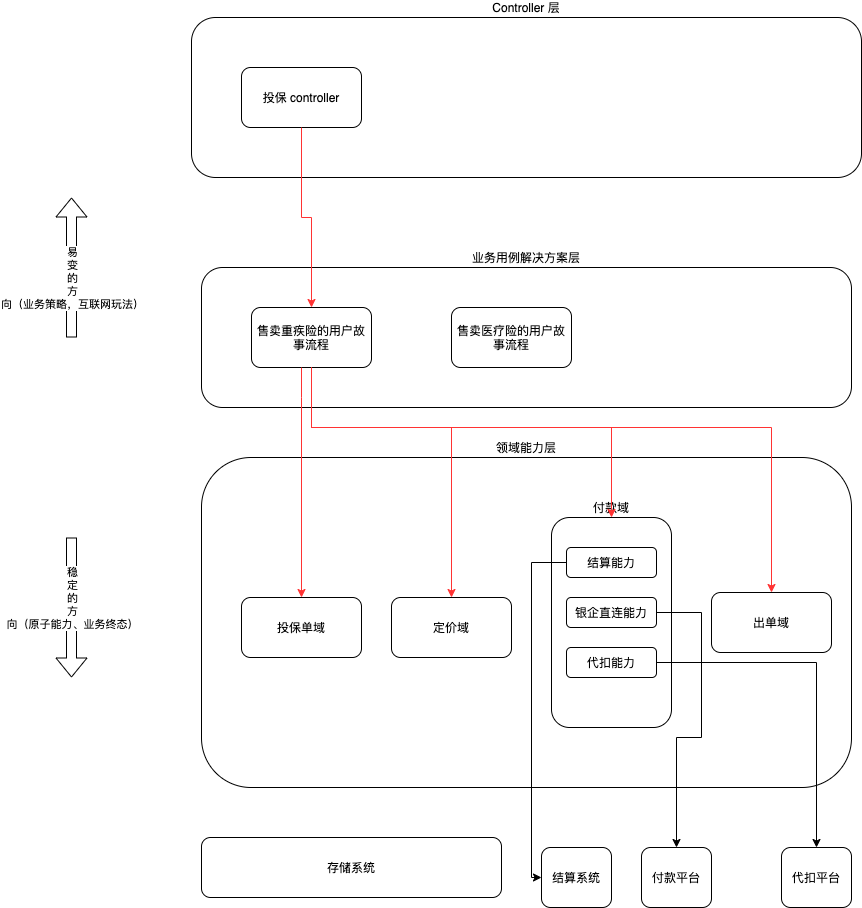 Controller 层
投保 controller
易
变
的
方
向（业务策略，互联网玩法）
业务用例解决方案层
售卖重疾险的用户故
事流程
售卖医疗险的用户故
事流程
领域能力层
付款域
结算能力
银企直连能力
代扣能力
投保单域
定价域
出单域
稳
定
的
方
向（原子能力、业务终态）
存储系统
结算系统
付款平台
代扣平台